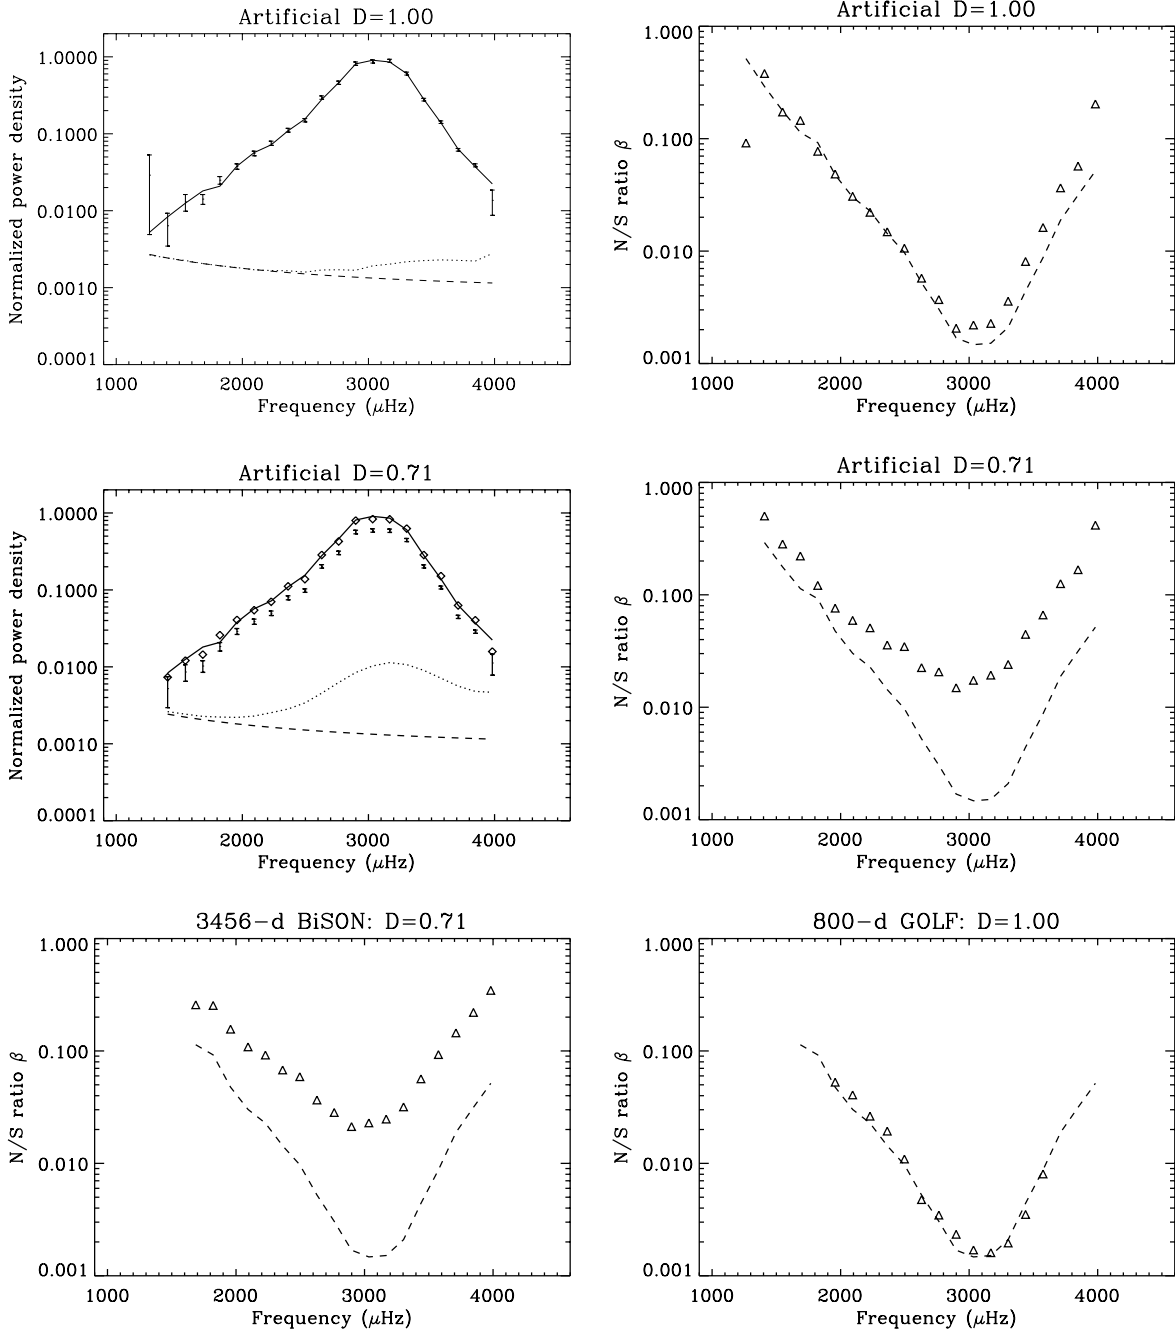 Artificial D=1.00
Normalized power density
1.0000
0.1000
0.0100
0.0010
0.0001
1000 2000 3000 4000
Frequency (μHz)
Artificial D=1.00
N/S ratio β
1.000
0.100
0.010
0.001
1000 2000 3000 4000
Frequency (μHz)
Artificial D=0.71
Normalized power density
1.0000
0.1000
0.0100
0.0010
0.0001
1000 2000 3000 4000
Frequency (μHz)
Artificial D=0.71
N/S ratio β
1.000
0.100
0.010
0.001
1000 2000 3000 4000
Frequency (μHz)
3456-d BiSON: D=0.71
N/S ratio β
1.000
0.100
0.010
0.001
1000 2000 3000 4000
Frequency (μHz)
800-d GOLF: D=1.00
N/S ratio β
1.000
0.100
0.010
0.001
1000 2000 3000 4000
Frequency (μHz)